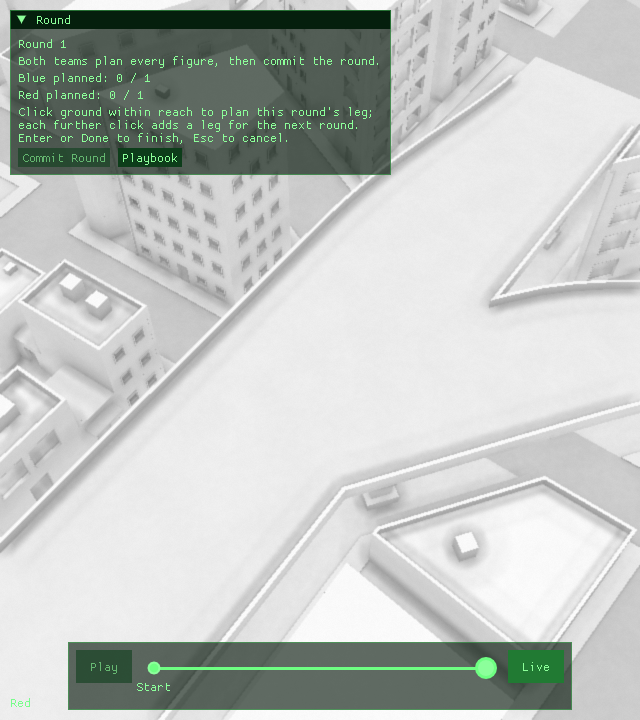 Round
Round 1
Both teams plan every figure, then commit the round.
Blue planned: 0 / 1
Red planned: 0 / 1
Click ground within reach to plan this round's leg;
each further click adds a leg for the next round.
Enter or Done to finish, Esc to cancel.
Commit Round Playbook
Play Live
Start
Red